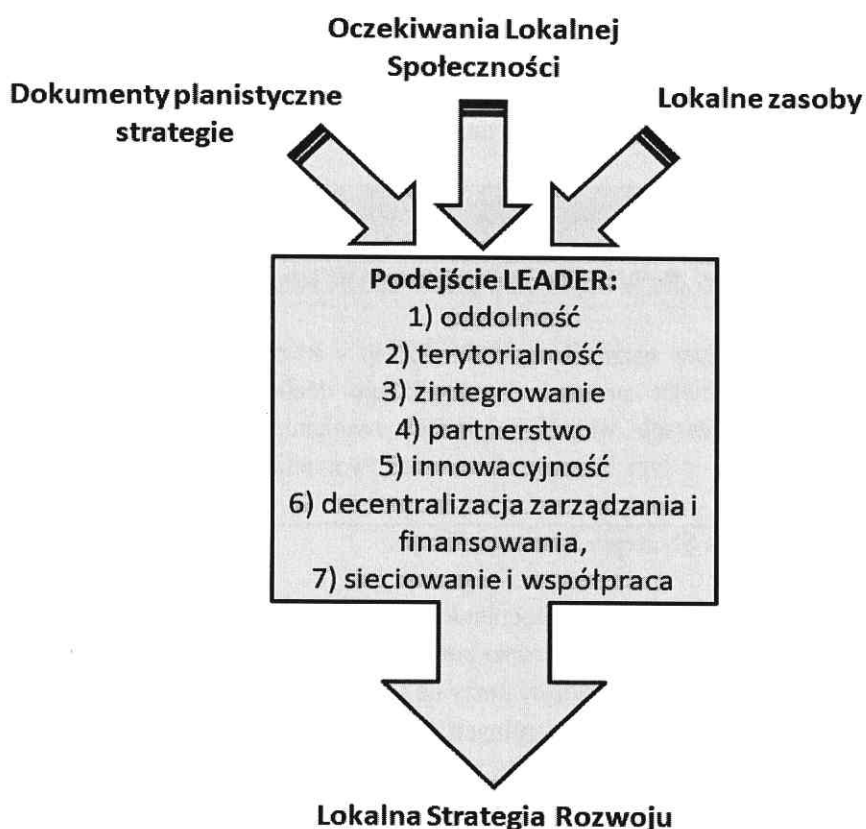 Oczekiwania Lokalnej
Społeczności
Dokumenty planistyczne
strategie
Lokalne zasoby
Podejście LEADER:
1) oddolność
2) terytorialność
3) zintegrowanie
4) partnerstwo
5) innowacyjność
6) decentralizacja zarządzania i
finansowania,
7) sieciowanie i współpraca
Lokalna Strategia Rozwoju